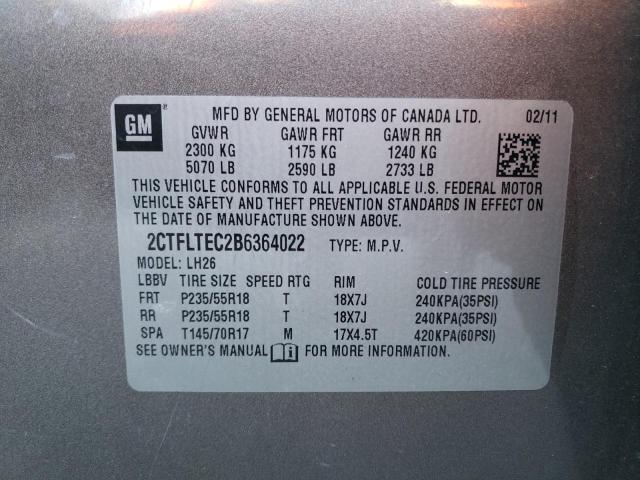 GM ® MFD BY GENERAL MOTORS OF CANADA LTD. 02/11
GVWR GAWR FRT GAWR RR
2300 KG 1175 KG 1240 KG
5070 LB 2590 LB 2733 LB
THIS VEHICLE CONFORMS TO ALL APPLICABLE U.S. FEDERAL MOTOR
VEHICLE SAFETY AND THEFT PREVENTION STANDARDS IN EFFECT ON
THE DATE OF MANUFACTURE SHOWN ABOVE.
2CTFLTEC2B6364022 TYPE: M.P.V.
MODEL: LH26
LBBV TIRE SIZE SPEED RTG RIM COLD TIRE PRESSURE
FRT P235/55R18 T 18X7J 240KPA(35PSI)
RR P235/55R18 T 18X7J 240KPA(35PSI)
SPA T145/70R17 M 17X4.5T 420KPA(60PSI)
SEE OWNER'S MANUAL FOR MORE INFORMATION.